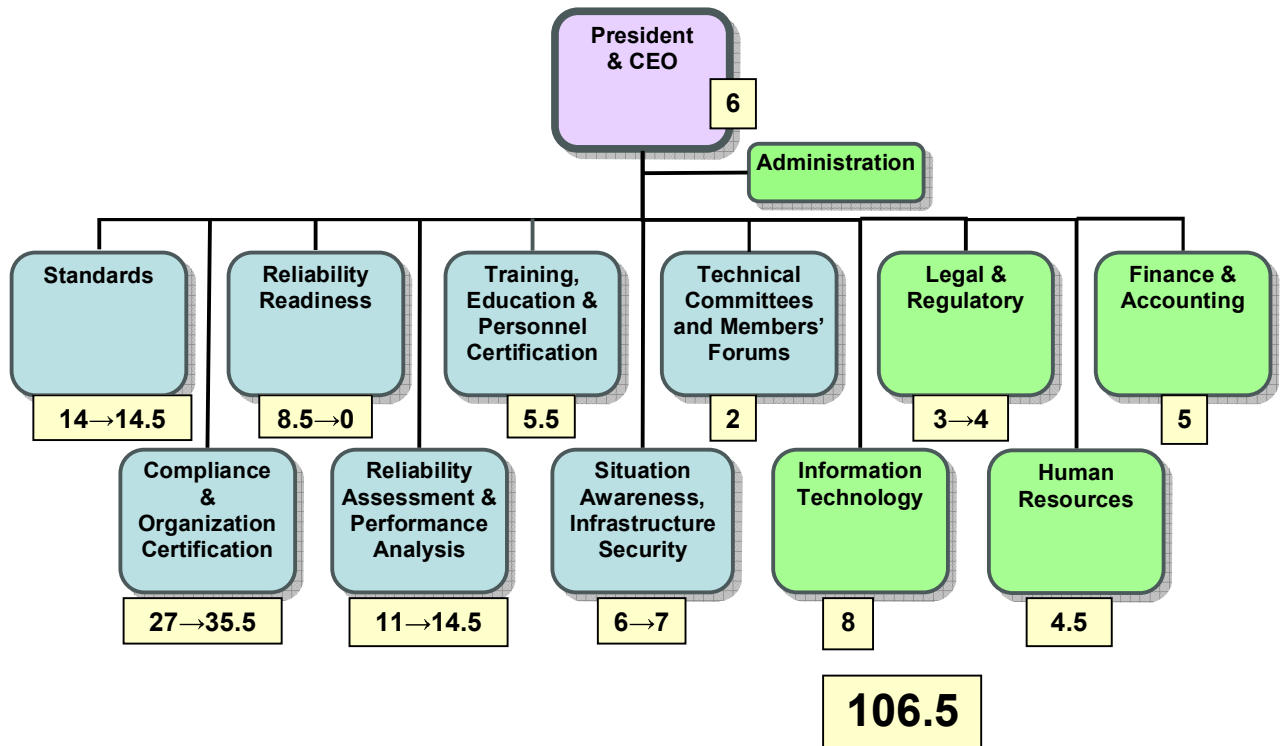 President
& CEO
6
Administration
Standards
14→14.5
Reliability
Readiness
8.5→0
Training,
Education &
Personnel
Certification
5.5
Technical
Committees
and Members’
Forums
2
Legal &
Regulatory
3→4
Finance &
Accounting
5
Compliance
&
Organization
Certification
27→35.5
Reliability
Assessment &
Performance
Analysis
11→14.5
Situation
Awareness,
Infrastructure
Security
6→7
Information
Technology
8
Human
Resources
4.5
106.5